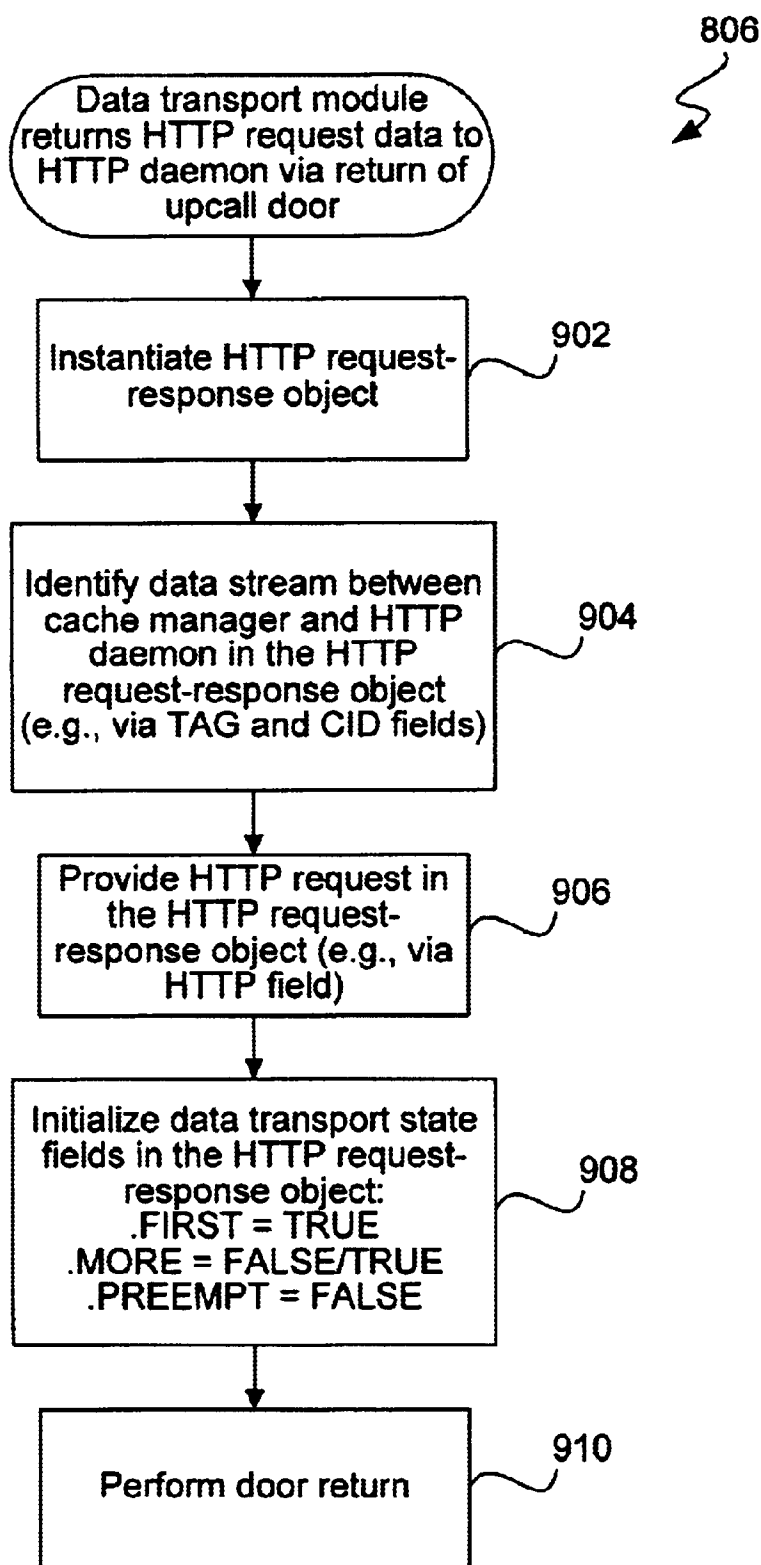 806
Data transport module
returns HTTP request data to
HTTP daemon via return of
upcall door
Instantiate HTTP request-
response object
902
Identify data stream between
cache manager and HTTP
daemon in the HTTP
request-response object
(e.g., via TAG and CID fields)
904
Provide HTTP request in
the HTTP request-
response object (e.g., via
HTTP field)
906
Initialize data transport state
fields in the HTTP request-
response object:
.FIRST = TRUE
.MORE = FALSE/TRUE
.PREEMPT = FALSE
908
Perform door return
910